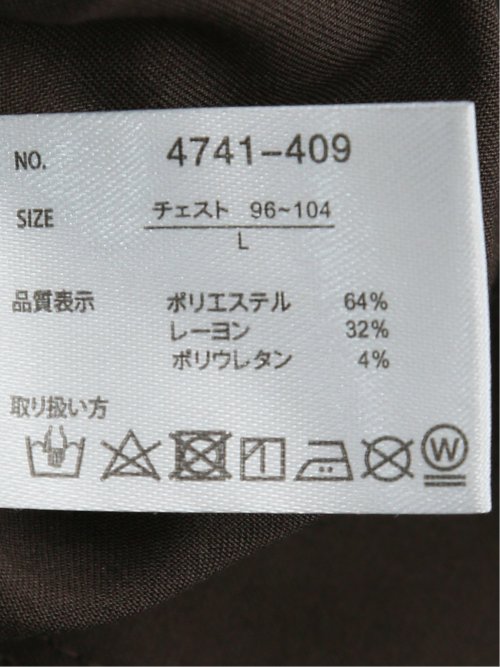 NO. 4741-409
SIZE チェスト 96~104
L
品質表示 ポリエステル 64%
レーヨン 32%
ポリウレタン 4%
取り扱い方
W